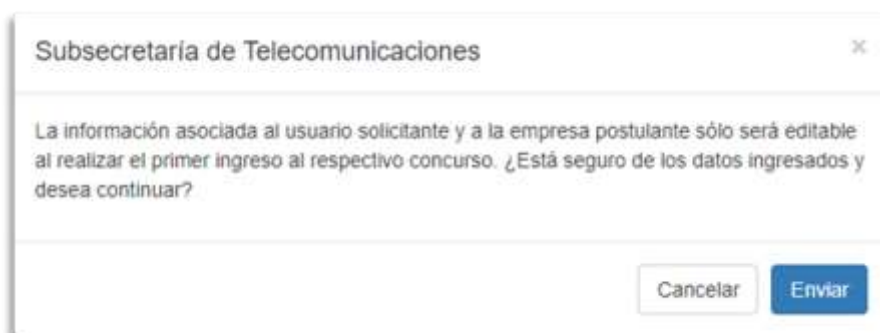 Subsecretaría de Telecomunicaciones ×
La información asociada al usuario solicitante y a la empresa postulante sólo será editable
al realizar el primer ingreso al respectivo concurso. ¿Está seguro de los datos ingresados y
desea continuar?
Cancelar Enviar